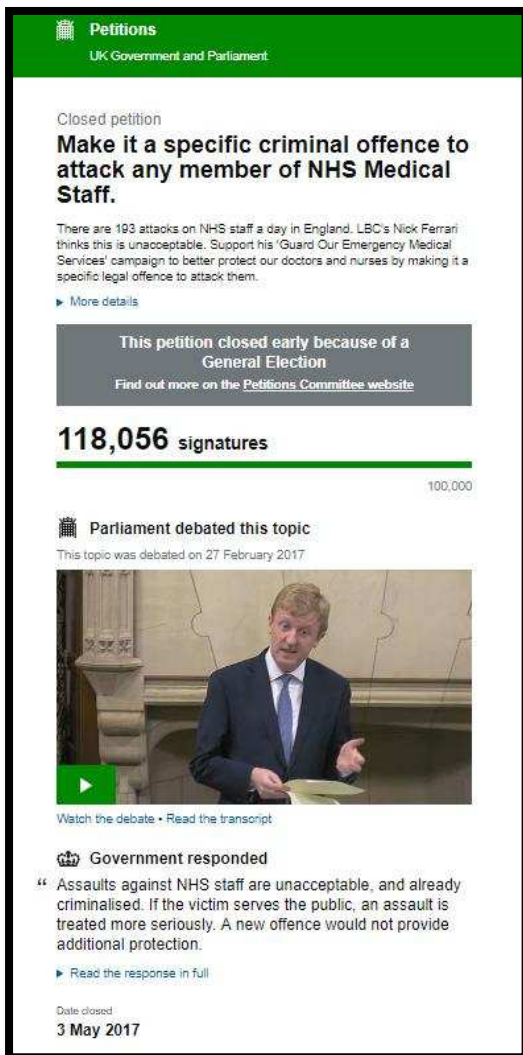 Petitions
UK Government and Parliament
Closed petition
Make it a specific criminal offence to
attack any member of NHS Medical
Staff.
There are 193 attacks on NHS staff a day in England. LBC's Nick Ferrari
thinks this is unacceptable. Support his 'Guard Our Emergency Medical
Services' campaign to better protect our doctors and nurses by making it a
specific legal offence to attack them.
► More details
This petition closed early because of a
General Election
Find out more on the Petitions Committee website
118,056 signatures
100,000
Parliament debated this topic
This topic was debated on 27 February 2017
Watch the debate • Read the transcript
Government responded
“ Assaults against NHS staff are unacceptable, and already
criminalised. If the victim serves the public, an assault is
treated more seriously. A new offence would not provide
additional protection.
► Read the response in full
Date closed
3 May 2017